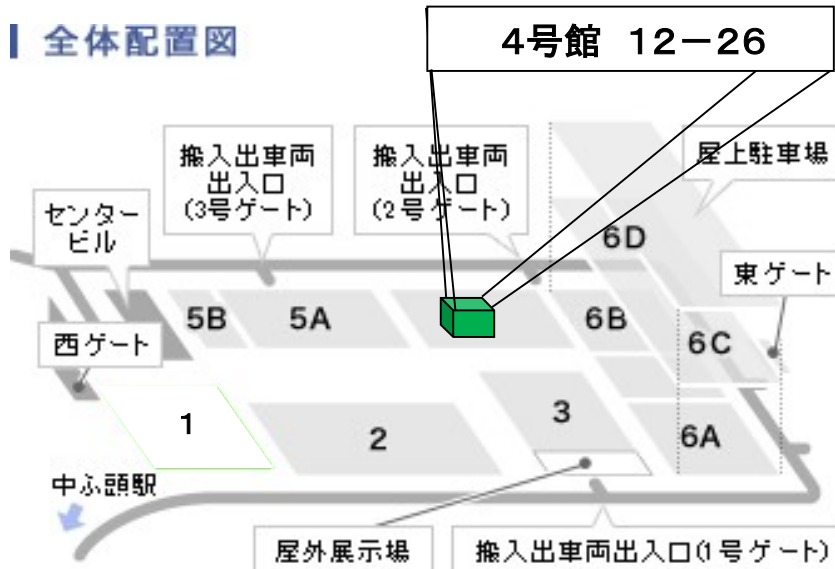 全体配置図
4号館 12-26
搬入出車両
出入口
(3号ゲート)
搬入出車両
出入口
(2号ゲート)
屋上駐車場
センター
ビル
6D
東ゲート
西ゲート
5B
5A
6B
6C
1
2
3
6A
中ふ頭駅
屋外展示場
搬入出車両出入口(1号ゲート)